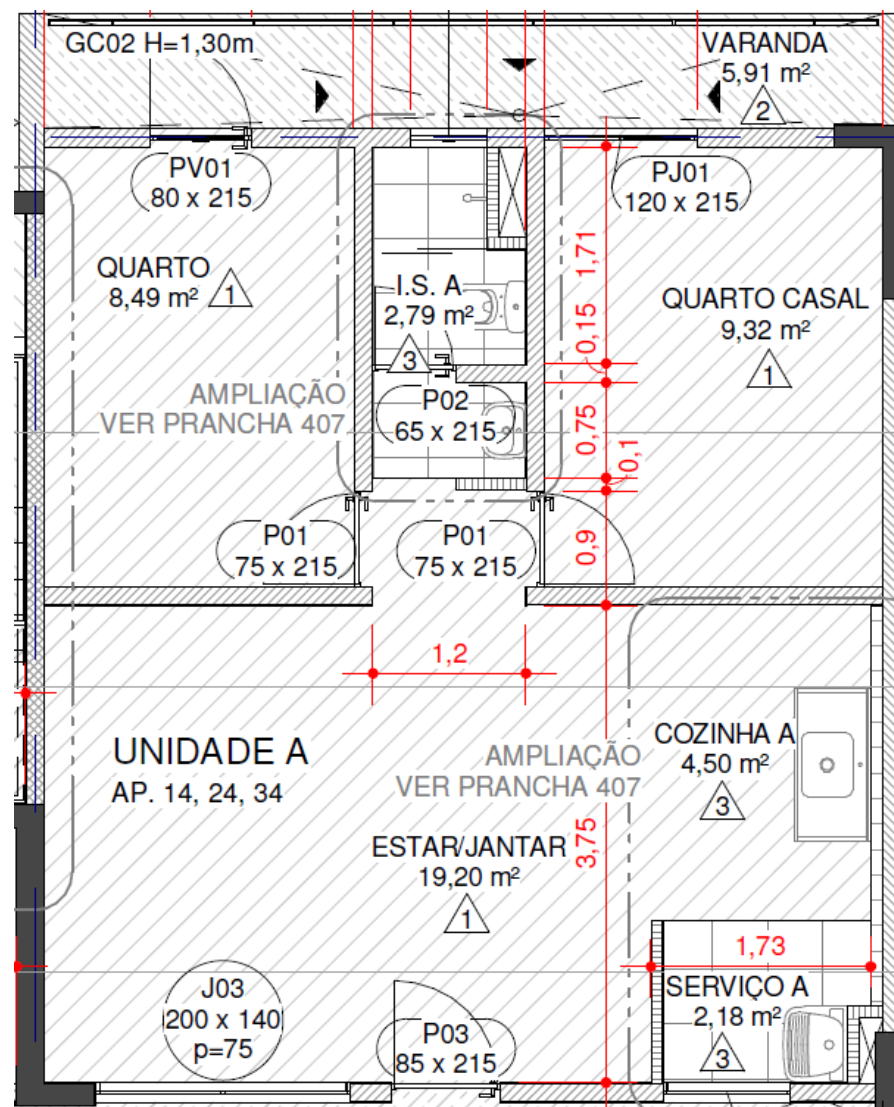 GC02 H=1,30m
VARANDA
5,91 m²
2
PV01
80 x 215
PJ01
120 x 215
1,71
QUARTO
8,49 m²
1
I.S. A
2,79 m²
3
0,15
QUARTO CASAL
9,32 m²
1
AMPLIAÇÃO
VER PRANCHA 407
P02
65 x 215
0,75
0,1
P01
75 x 215
P01
75 x 215
0,9
1,2
UNIDADE A
AP. 14, 24, 34
AMPLIAÇÃO
VER PRANCHA 407
COZINHA A
4,50 m²
3
3,75
ESTAR/JANTAR
19,20 m²
1
1,73
J03
200 x 140
p=75
P03
85 x 215
SERVIÇO A
2,18 m²
3